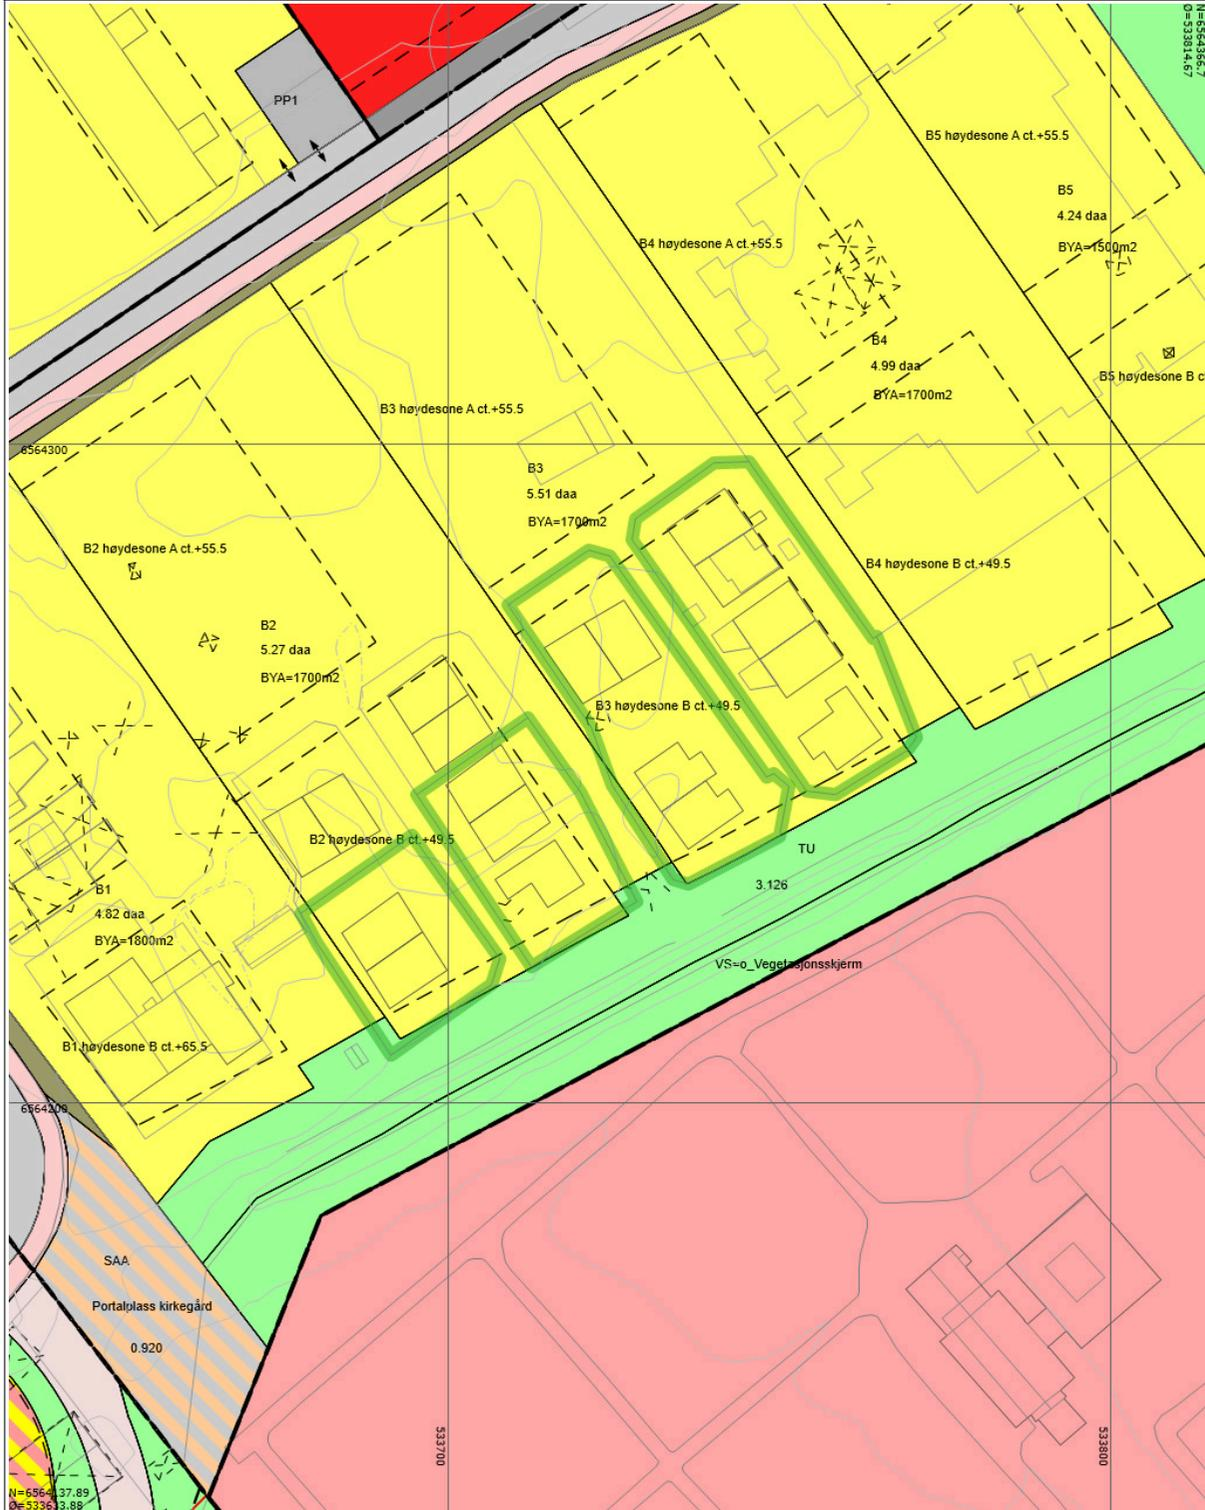 N=6564366.7
Ø=533814.67
PP1
B5 høydesone A ct.+55.5
B5
4.24 daa
BYA=1500m2
B4 høydesone A ct.+55.5
B4
4.99 daa
BYA=1700m2
B5 høydesone B c
B3 høydesone A ct.+55.5
6564300
B3
5.51 daa
BYA=1700m2
B2 høydesone A ct.+55.5
B4 høydesone B ct.+49.5
B2
5.27 daa
BYA=1700m2
B3 høydesone B ct.+49.5
B2 høydesone B ct.+49.5
TU
3.126
B1
4.82 daa
BYA=1800m2
VS=o_Vegetasjonsskjerm
B1 høydesone B ct.+65.5
6564200
SAA
Portalplass kirkegård
0.920
533700
533800
N=6564137.89
Ø=533633.88